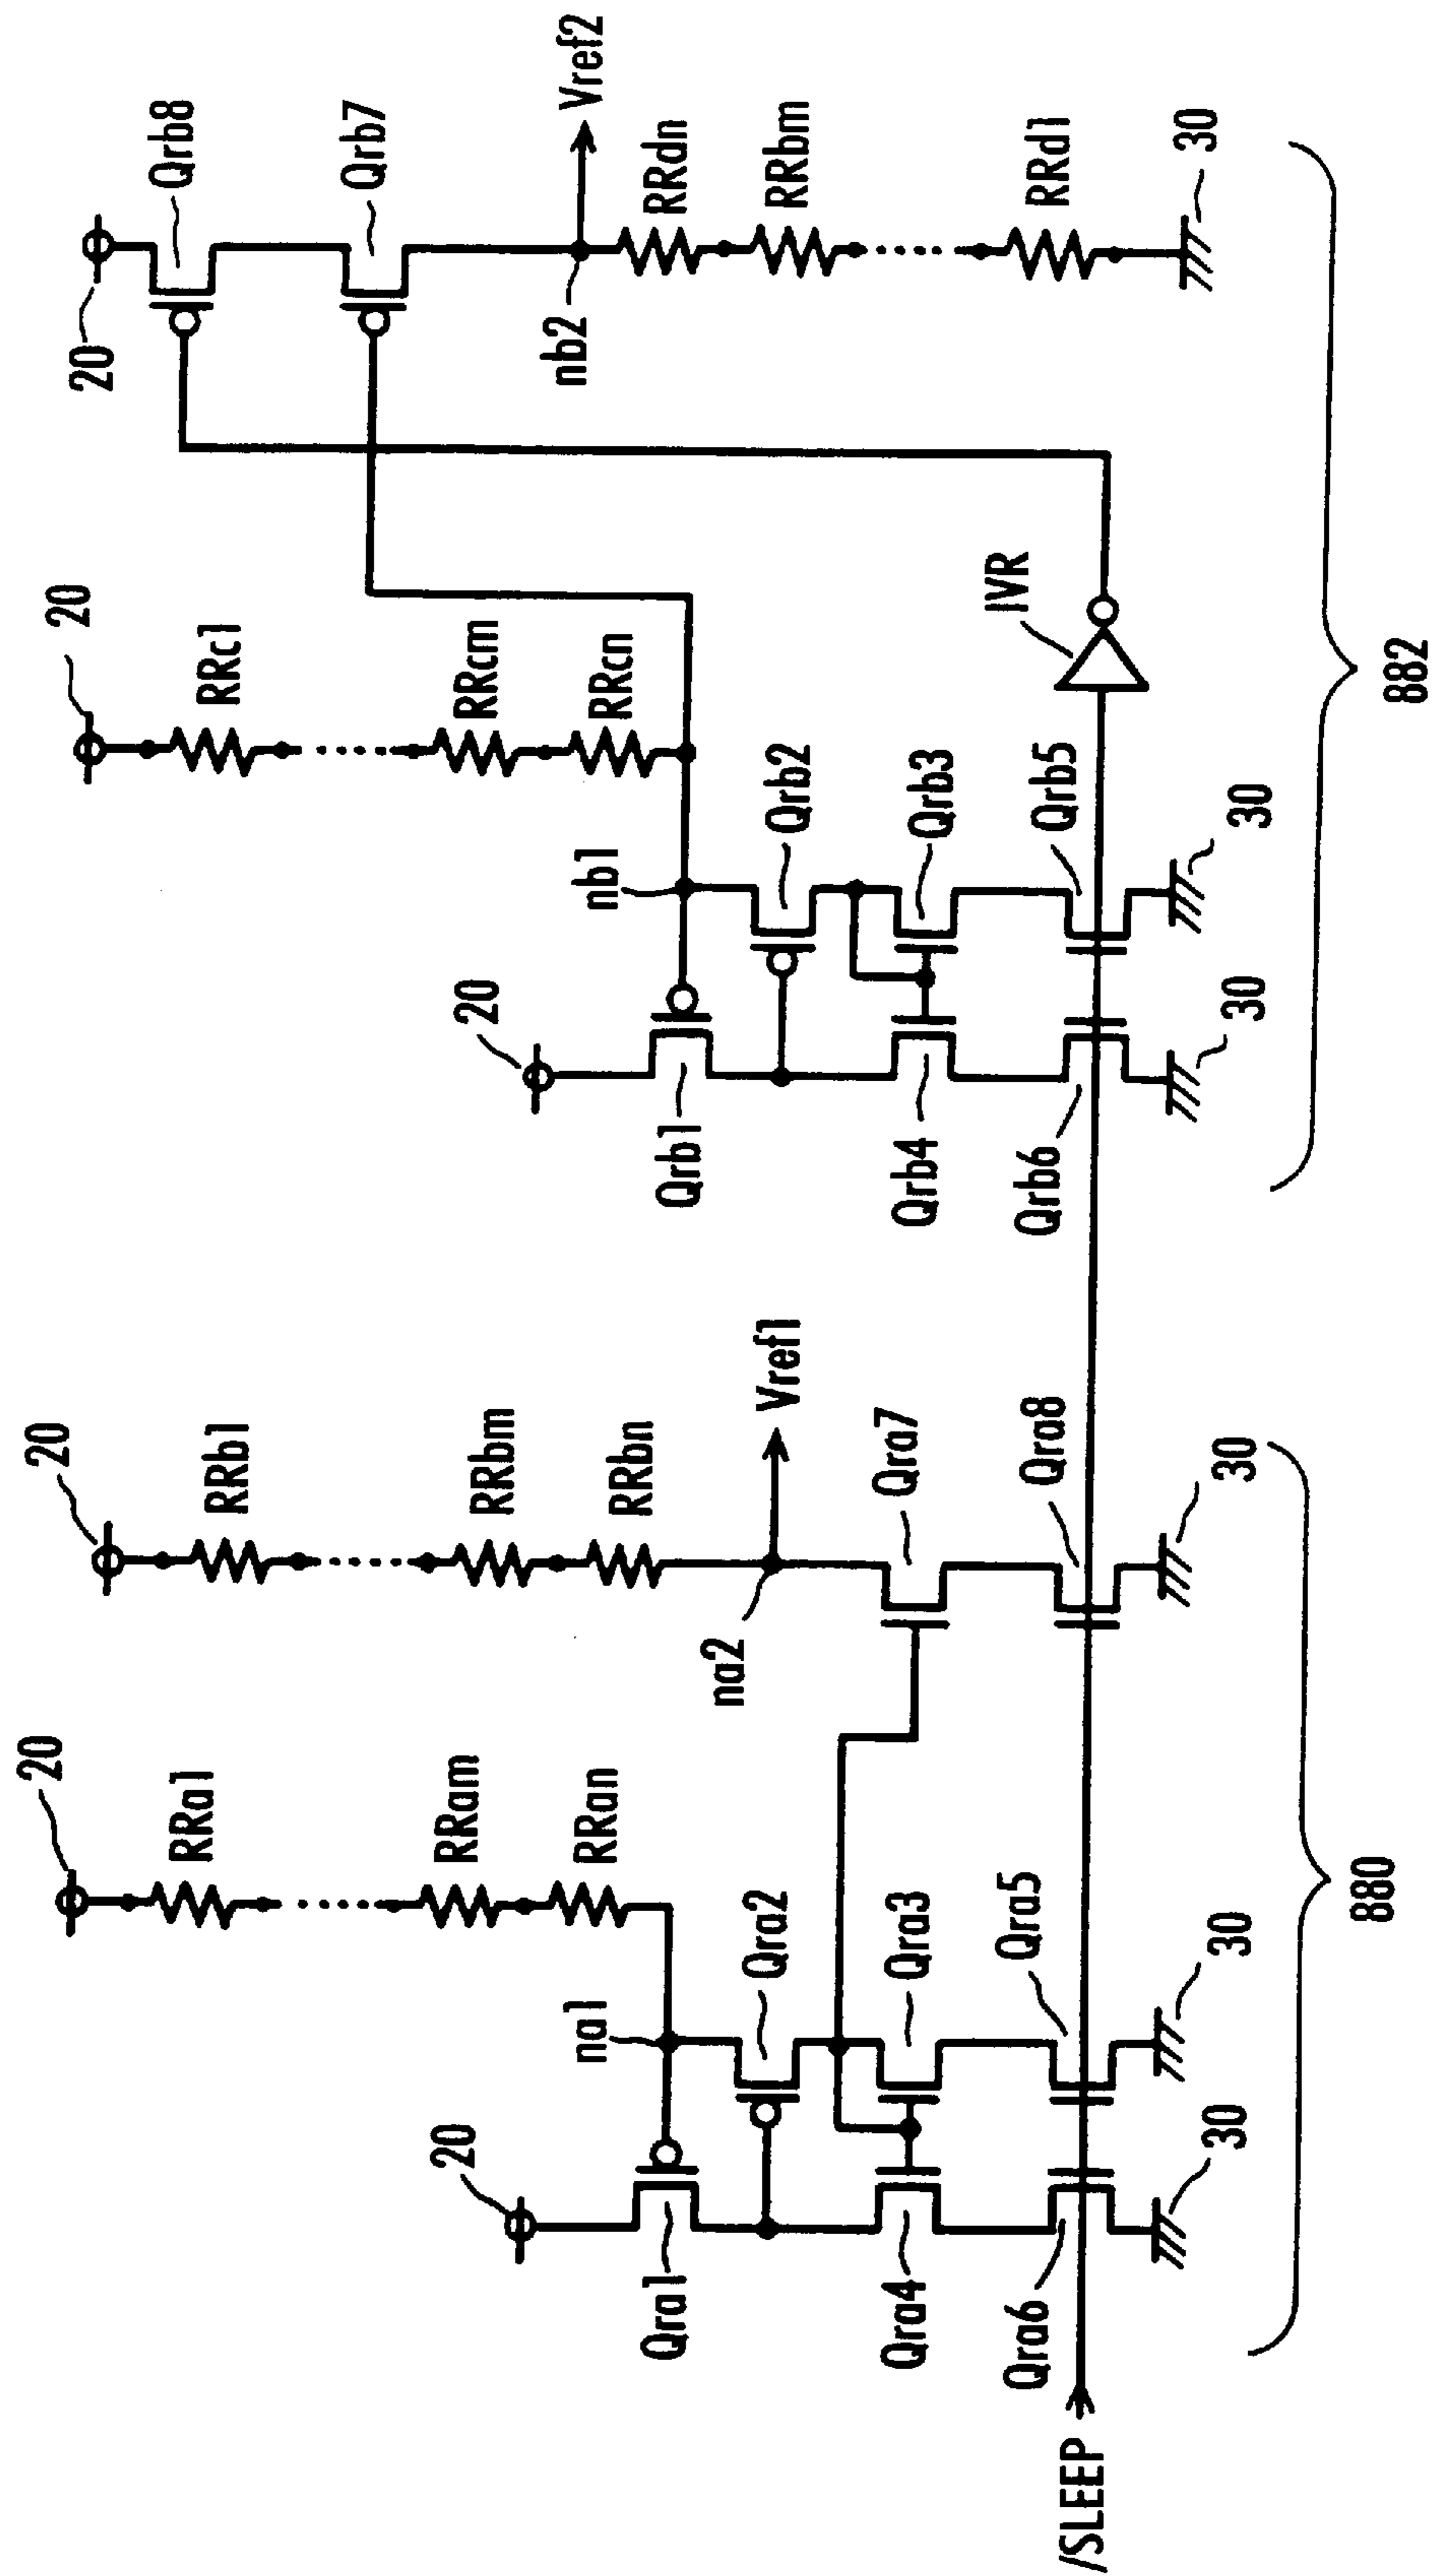 20
RRa1
RRam
RRan
20
na1
Qra1
Qra2
Qra3
Qra4
Qra5
Qra6
30
30
20
RRb1
RRbm
RRbn
na2
Vref1
Qra7
Qra8
30
880
/SLEEP
20
RRc1
RRcm
RRcn
20
nb1
Qrb1
Qrb2
Qrb3
Qrb4
Qrb5
Qrb6
30
30
IVR
20
Qrb8
Qrb7
nb2
Vref2
RRdn
RRbm
RRd1
30
882